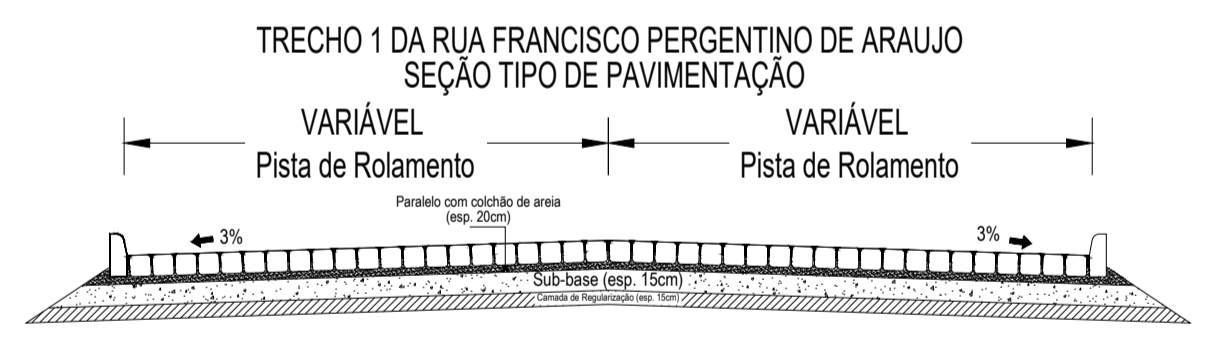 TRECHO 1 DA RUA FRANCISCO PERGENTINO DE ARAUJO
SEÇÃO TIPO DE PAVIMENTAÇÃO
VARIÁVEL
Pista de Rolamento
VARIÁVEL
Pista de Rolamento
Paralelo com colchão de areia
(esp. 20cm)
3%
3%
Sub-base (esp. 15cm)
Camada de Regularização (esp. 15cm)